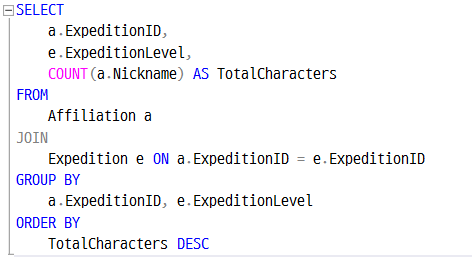 SELECT
a.ExpeditionID,
e.ExpeditionLevel,
COUNT(a.Nickname) AS TotalCharacters
FROM
Affiliation a
JOIN
Expedition e ON a.ExpeditionID = e.ExpeditionID
GROUP BY
a.ExpeditionID, e.ExpeditionLevel
ORDER BY
TotalCharacters DESC